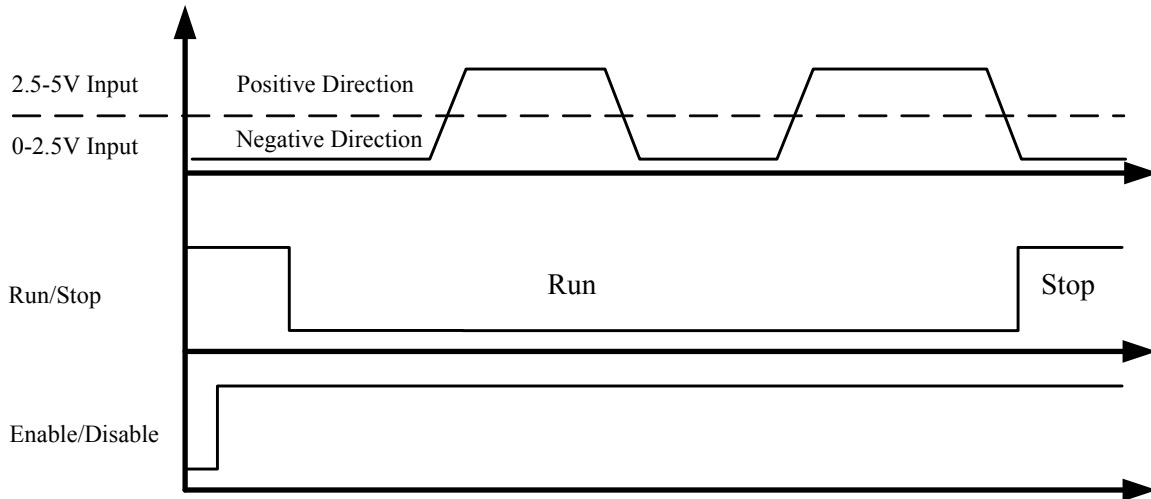 2.5-5V Input
Positive Direction
0-2.5V Input
Negative Direction
Run/Stop
Run
Stop
Enable/Disable